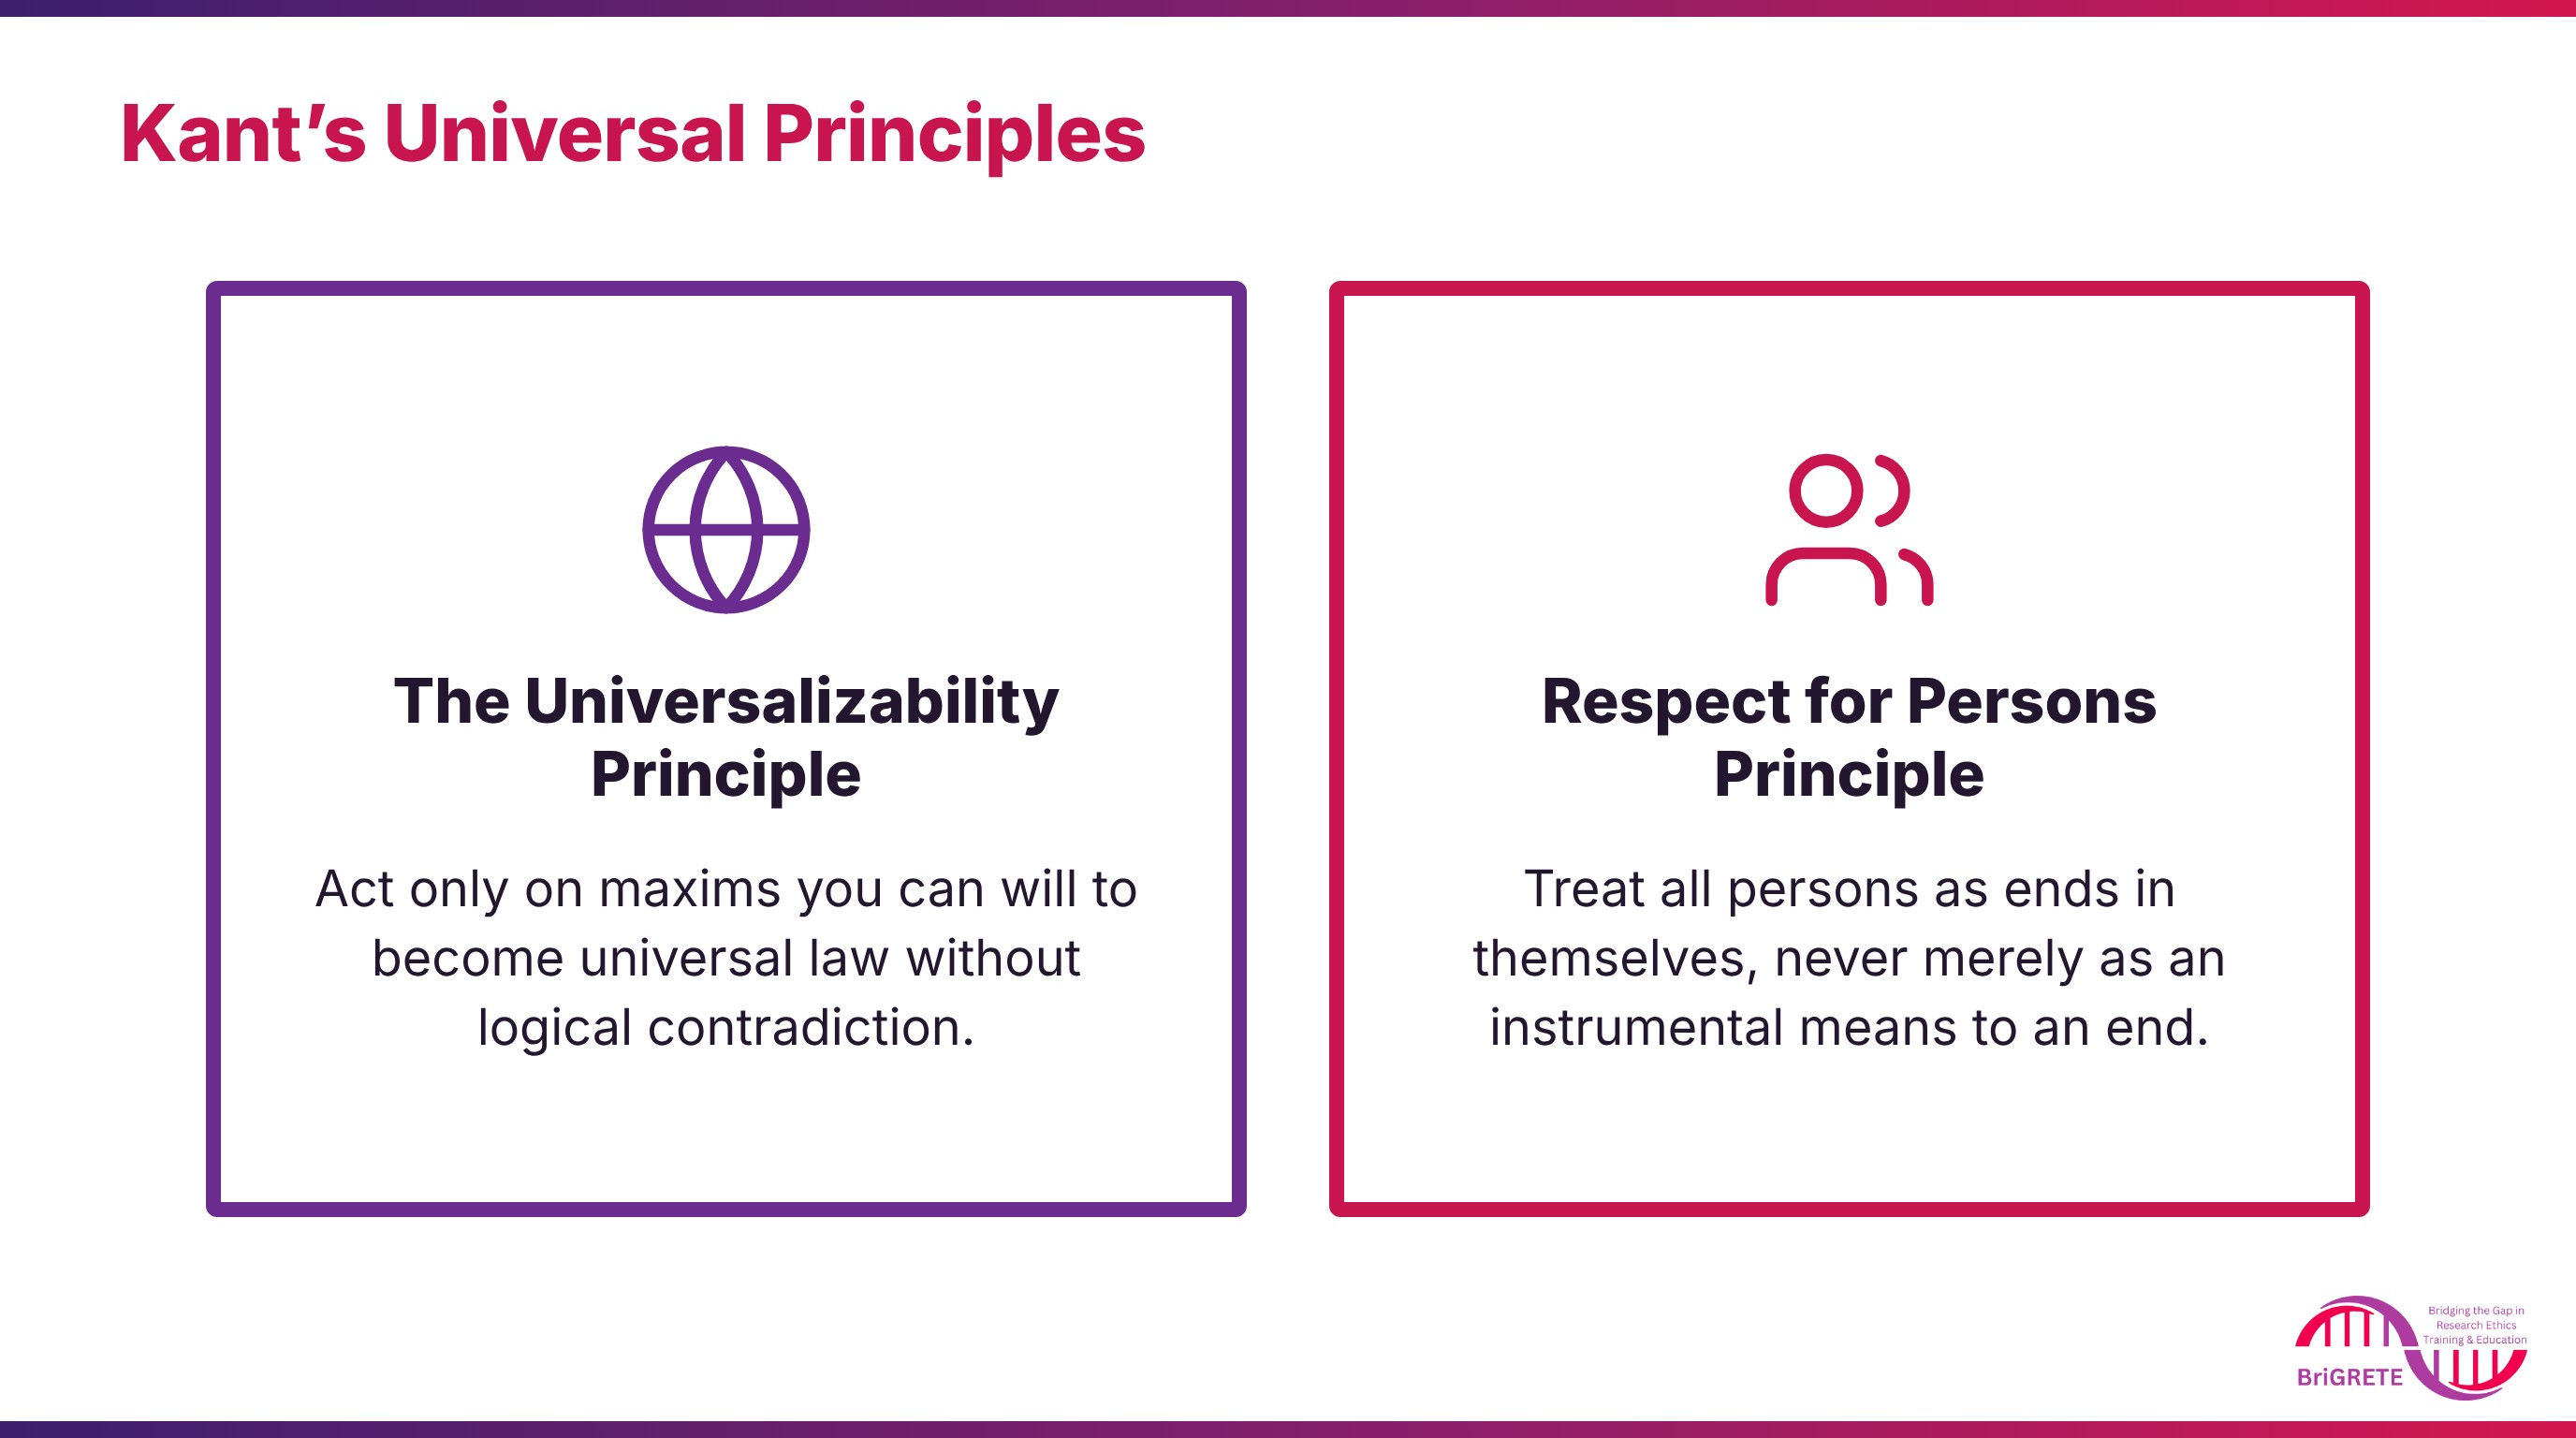 Kant’s Universal Principles
The Universalizability
Principle
Act only on maxims you can will to
become universal law without
logical contradiction.
Respect for Persons
Principle
Treat all persons as ends in
themselves, never merely as an
instrumental means to an end.
Bridging the Gap in
Research Ethics
Training & Education
BriGRETE